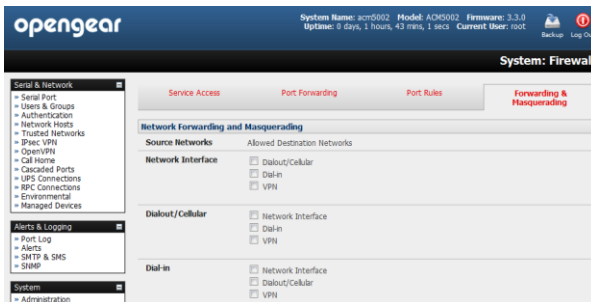 opengear
System Name: acm5002 Model: ACM5002 Firmware: 3.3.0
Uptime: 0 days, 1 hours, 43 mins, 1 secs Current User: root
Backup
Log Ou
System: Firewal
Serial & Network
» Serial Port
» Users & Groups
» Authentication
» Network Hosts
» Trusted Networks
» IPsec VPN
» OpenVPN
» Call Home
» Cascaded Ports
» UPS Connections
» RPC Connections
» Environmental
» Managed Devices
Alerts & Logging
» Port Log
» Alerts
» SMTP & SMS
» SNMP
System
» Administration
Service Access
Port Forwarding
Port Rules
Forwarding &
Masquerading
Network Forwarding and Masquerading
Source Networks Allowed Destination Networks
Network Interface Dialout/Cellular
Dial-in
VPN
Dialout/Cellular Network Interface
Dial-in
VPN
Dial-in Network Interface
Dialout/Cellular
VPN